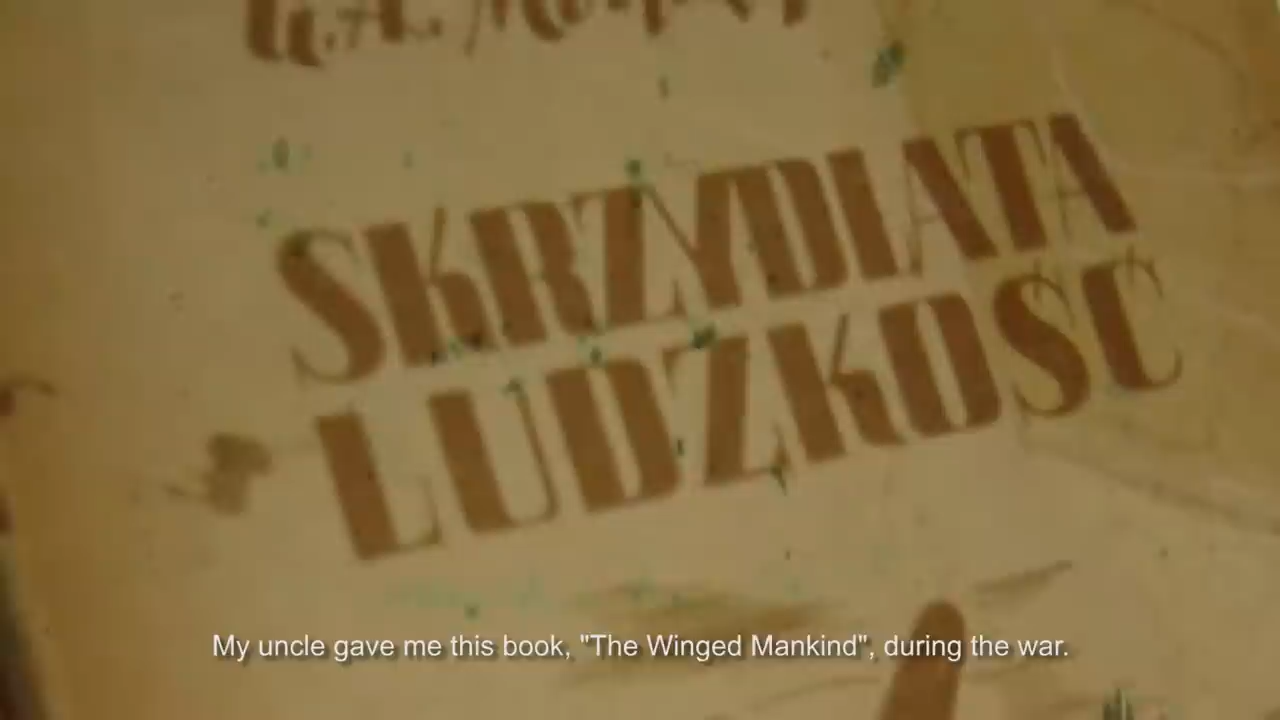 SKRZYDLATA
LUDZKOŚĆ
My uncle gave me this book, "The Winged Mankind", during the war.